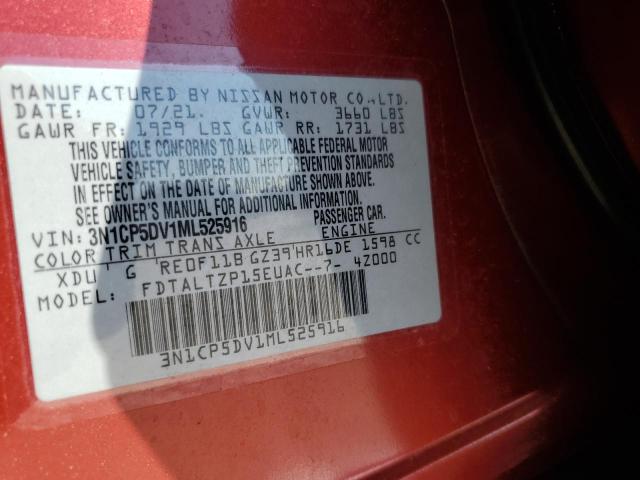 MANUFACTURED BY NISSAN MOTOR CO.,LTD.
DATE: 07/21. GVWR: 3660 LBS
GAWR FR: 1929 LBS GAWR RR: 1731 LBS
THIS VEHICLE CONFORMS TO ALL APPLICABLE FEDERAL MOTOR
VEHICLE SAFETY, BUMPER AND THEFT PREVENTION STANDARDS
IN EFFECT ON THE DATE OF MANUFACTURE SHOWN ABOVE.
SEE OWNER'S MANUAL FOR ADDITIONAL INFORMATION.
VIN: 3N1CP5DV1ML525916 PASSENGER CAR.
COLOR TRIM TRANS AXLE ENGINE
XDU G RE0F11B GZ39 HR16DE 1598 CC
MODEL: FDTALTZP15EUAC--7- 4Z000
3N1CP5DV1ML525916